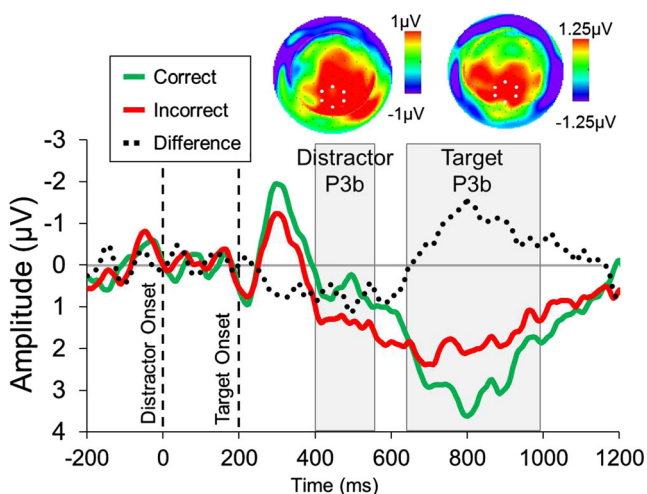 1µV
-1µV
1.25µV
-1.25µV
Correct
Incorrect
Difference
Distractor
P3b
Target
P3b
Amplitude (µV)
-3
-2
-1
0
1
2
3
4
Distractor Onset
Target Onset
-200
0
200
400
600
800
1000
1200
Time (ms)